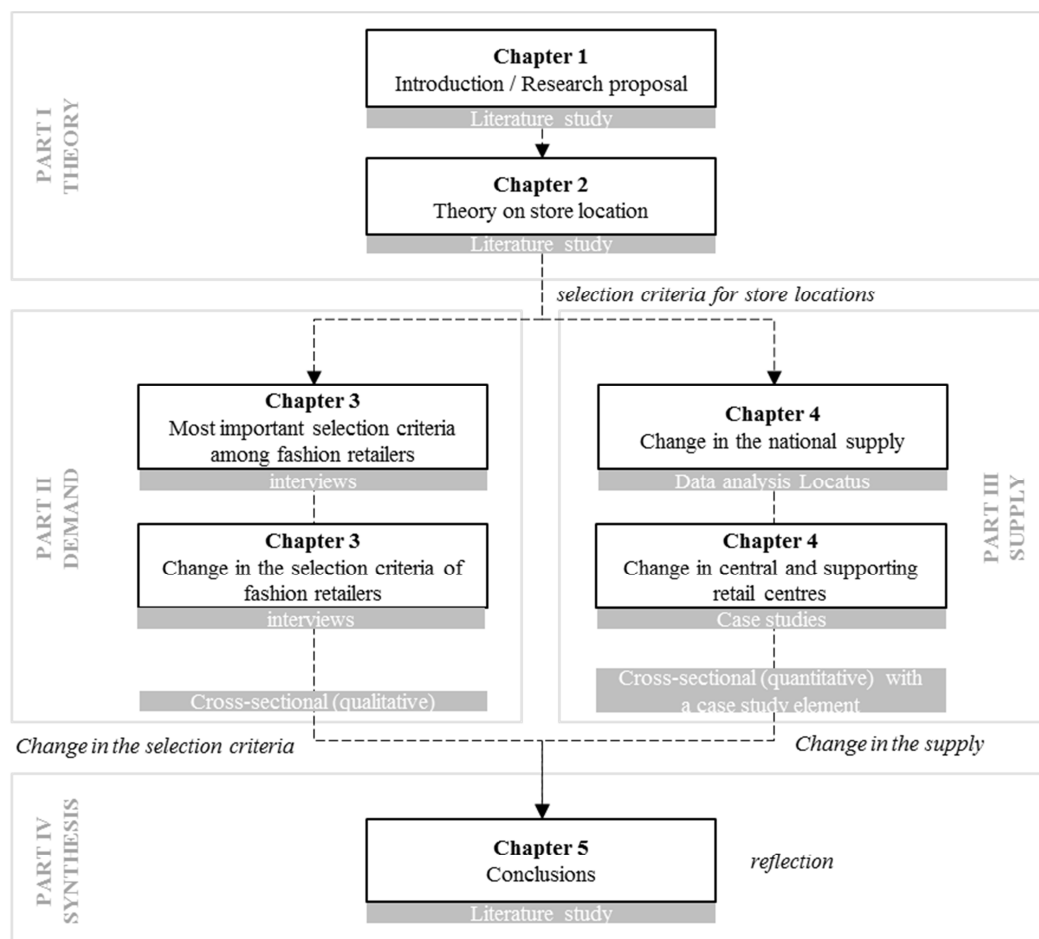 PART I
THEORY
Chapter 1
Introduction / Research proposal
Literature study
Chapter 2
Theory on store location
Literature study
selection criteria for store locations
PART II
DEMAND
Chapter 3
Most important selection criteria
among fashion retailers
interviews
Chapter 3
Change in the selection criteria of
fashion retailers
interviews
Cross-sectional (qualitative)
Change in the selection criteria
PART III
SUPPLY
Chapter 4
Change in the national supply
Data analysis Locatus
Chapter 4
Change in central and supporting
retail centres
Case studies
Cross-sectional (quantitative) with
a case study element
Change in the supply
PART IV
SYNTHESIS
Chapter 5
Conclusions
Literature study
reflection